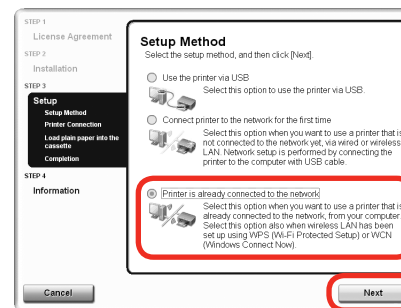 STEP 1
License Agreement
STEP 2
Installation
STEP 3
Setup
Setup Method
Printer Connection
Load plain paper into the
cassette
Completion
STEP 4
Information
Cancel
Setup Method
Select the setup method, and then click [Next].
Use the printer via USB
Select this option to use the printer via USB.
Connect printer to the network for the first time
Select this option when you want to use a printer that is
not connected to the network yet, via wired or wireless
LAN. Network setup is performed by connecting the
printer to the computer with USB cable.
Printer is already connected to the network
Select this option when you want to use a printer that is
already connected to the network, from your computer.
Select this option also when wireless LAN has been
set up using WPS (Wi-Fi Protected Setup) or WCN
(Windows Connect Now).
Next